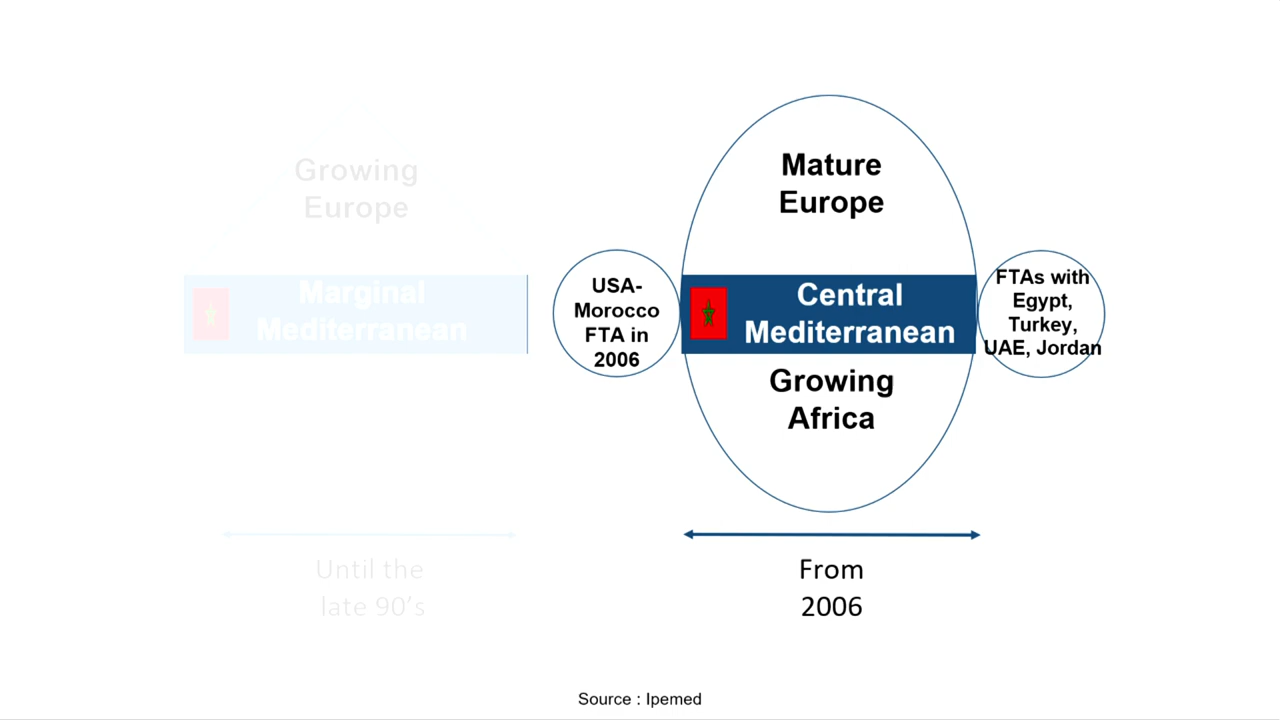 Growing
Europe
Marginal
Mediterranean
Until the
late 90's
USA-
Morocco
FTA in
2006
Mature
Europe
Central
Mediterranean
Growing
Africa
FTAs with
Egypt,
Turkey,
UAE, Jordan
From
2006
Source : Ipemed